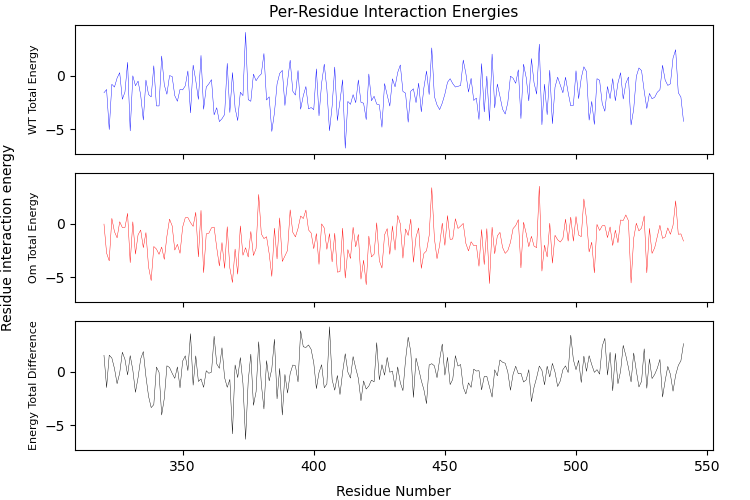 Per-Residue Interaction Energies
Residue interaction energy
WT Total Energy
0
−5
Om Total Energy
0
−5
Energy Total Difference
0
−5
350 400 450 500 550
Residue Number